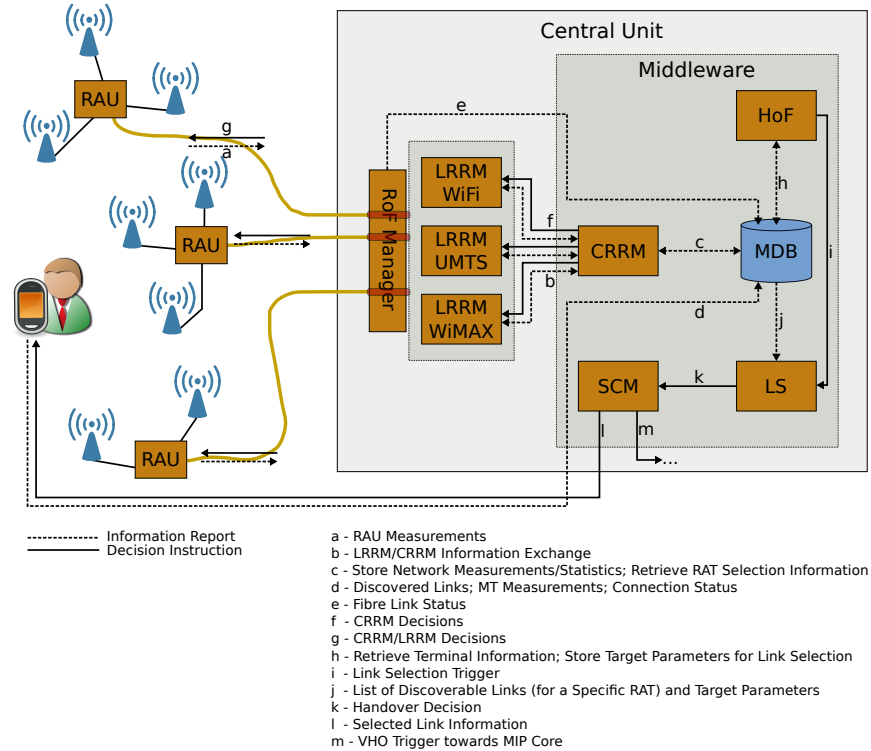 Central Unit
Middleware
RAU
g
a
e
HoF
h
RoF Manager
LRRM
WiFi
f
RAU
LRRM
UMTS
CRRM
c
MDB
i
b
d
j
LRRM
WiMAX
SCM
k
LS
l
m
...
RAU
Information Report
Decision Instruction
a - RAU Measurements
b - LRRM/CRRM Information Exchange
c - Store Network Measurements/Statistics; Retrieve RAT Selection Information
d - Discovered Links; MT Measurements; Connection Status
e - Fibre Link Status
f - CRRM Decisions
g - CRRM/LRRM Decisions
h - Retrieve Terminal Information; Store Target Parameters for Link Selection
i - Link Selection Trigger
j - List of Discoverable Links (for a Specific RAT) and Target Parameters
k - Handover Decision
l - Selected Link Information
m - VHO Trigger towards MIP Core